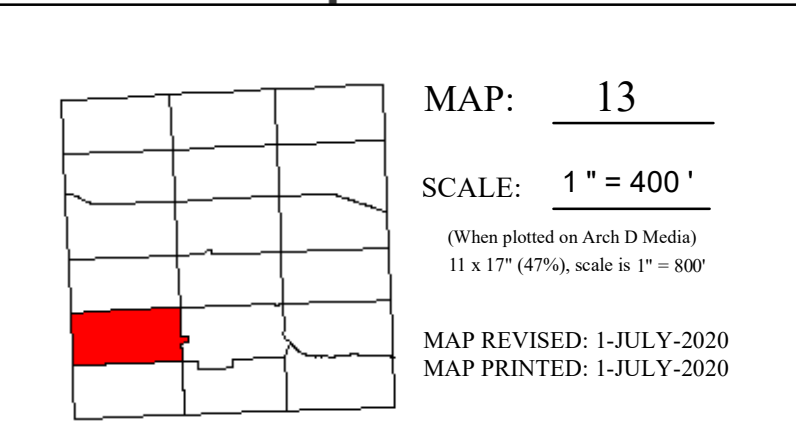 MAP: 13
SCALE: 1 " = 400 '
(When plotted on Arch D Media)
11 x 17" (47%), scale is 1" = 800'
MAP REVISED: 1-JULY-2020
MAP PRINTED: 1-JULY-2020